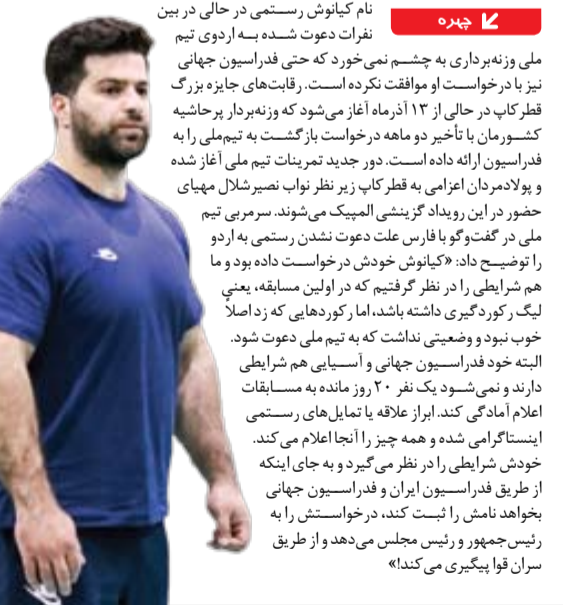 چهره
نام کیانوش رستمی در حالی در بین
نفرات دعوت شده به اردوی تیم
ملی وزنه‌برداری به چشم نمی‌خورد که حتی فدراسیون جهانی
نیز با درخواست او موافقت نکرده است. رقابت‌های جایزه بزرگ
قطرکاپ در حالی از ۱۳ آذرماه آغاز می‌شود که وزنه‌بردار پرحاشیه
کشورمان با تأخیر دو ماهه درخواست بازگشت به تیم‌ملی را به
فدراسیون ارائه داده است. دور جدید تمرینات تیم ملی آغاز شده
و پولادمردان اعزامی به قطرکاپ زیر نظر نواب نصیرشلال مهیای
حضور در این رویداد گزینشی المپیک می‌شوند. سرمربی تیم
ملی در گفت‌وگو با فارس علت دعوت نشدن رستمی به اردو
را توضیح داد: «کیانوش خودش درخواست داده بود و ما
هم شرایطی را در نظر گرفتیم که در اولین مسابقه، یعنی
لیگ رکوردگیری داشته باشد، اما رکوردهایی که زد اصلاً
خوب نبود و وضعیتی نداشت که به تیم ملی دعوت شود.
البته خود فدراسیون جهانی و آسیایی هم شرایطی
دارند و نمی‌شود یک نفر ۲۰ روز مانده به مسابقات
اعلام آمادگی کند. ابراز علاقه یا تمایل‌های رستمی
اینستاگرامی شده و همه چیز را آنجا اعلام می‌کند.
خودش شرایطی را در نظر می‌گیرد و به جای اینکه
از طریق فدراسیون ایران و فدراسیون جهانی
بخواهد نامش را ثبت کند، درخواستش را به
رئیس‌جمهور و رئیس مجلس می‌دهد و از طریق
سران قوا پیگیری می‌کند!»